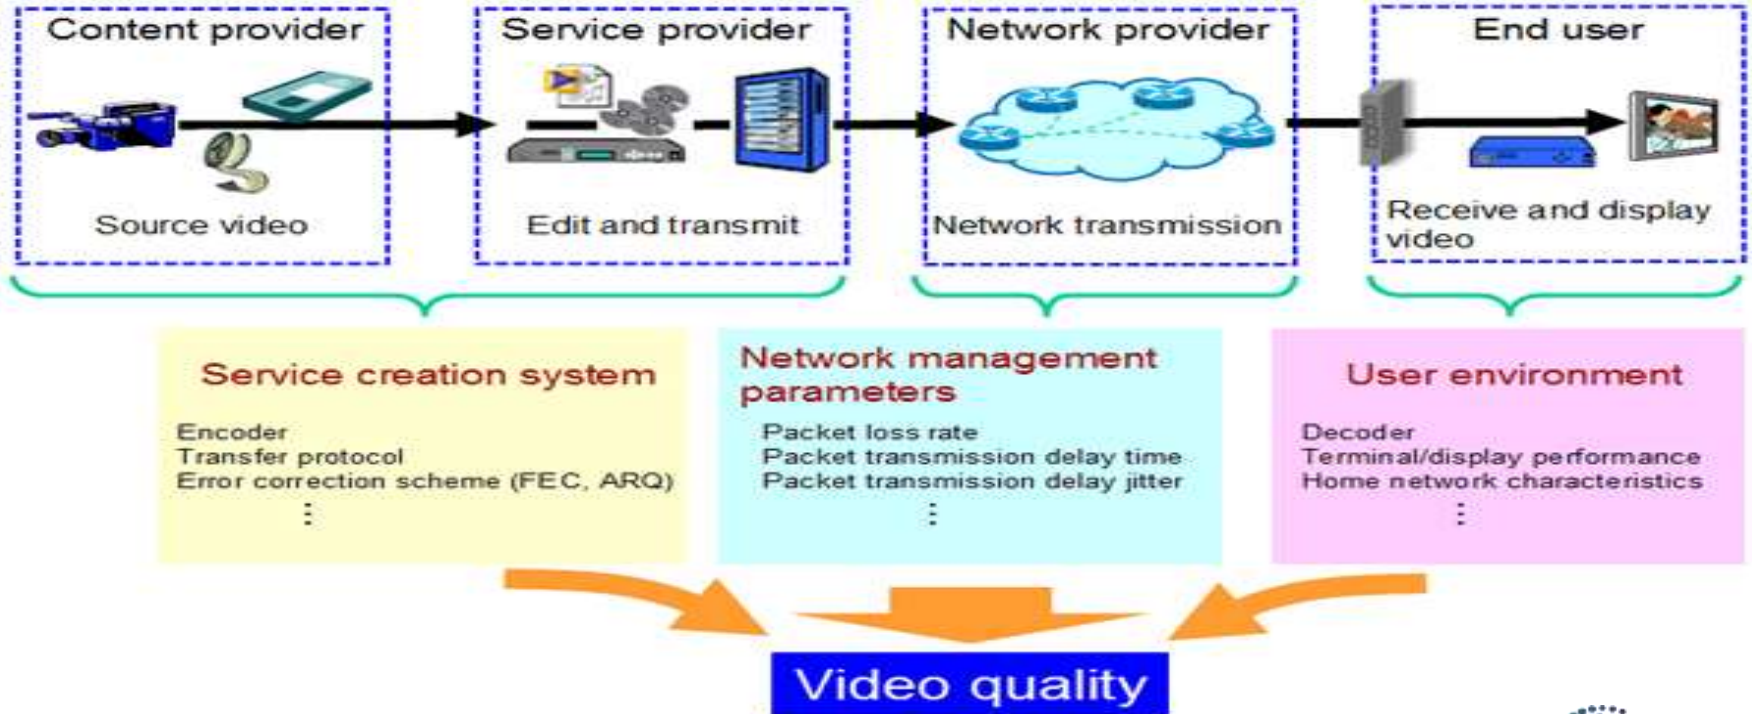 Content provider
Service provider
Network provider
End user
Source video
Edit and transmit
Network transmission
Receive and display
video
Service creation system
Encoder
Transfer protocol
Error correction scheme (FEC, ARQ)
⋮
Network management
parameters
Packet loss rate
Packet transmission delay time
Packet transmission delay jitter
⋮
User environment
Decoder
Terminal/display performance
Home network characteristics
⋮
Video quality